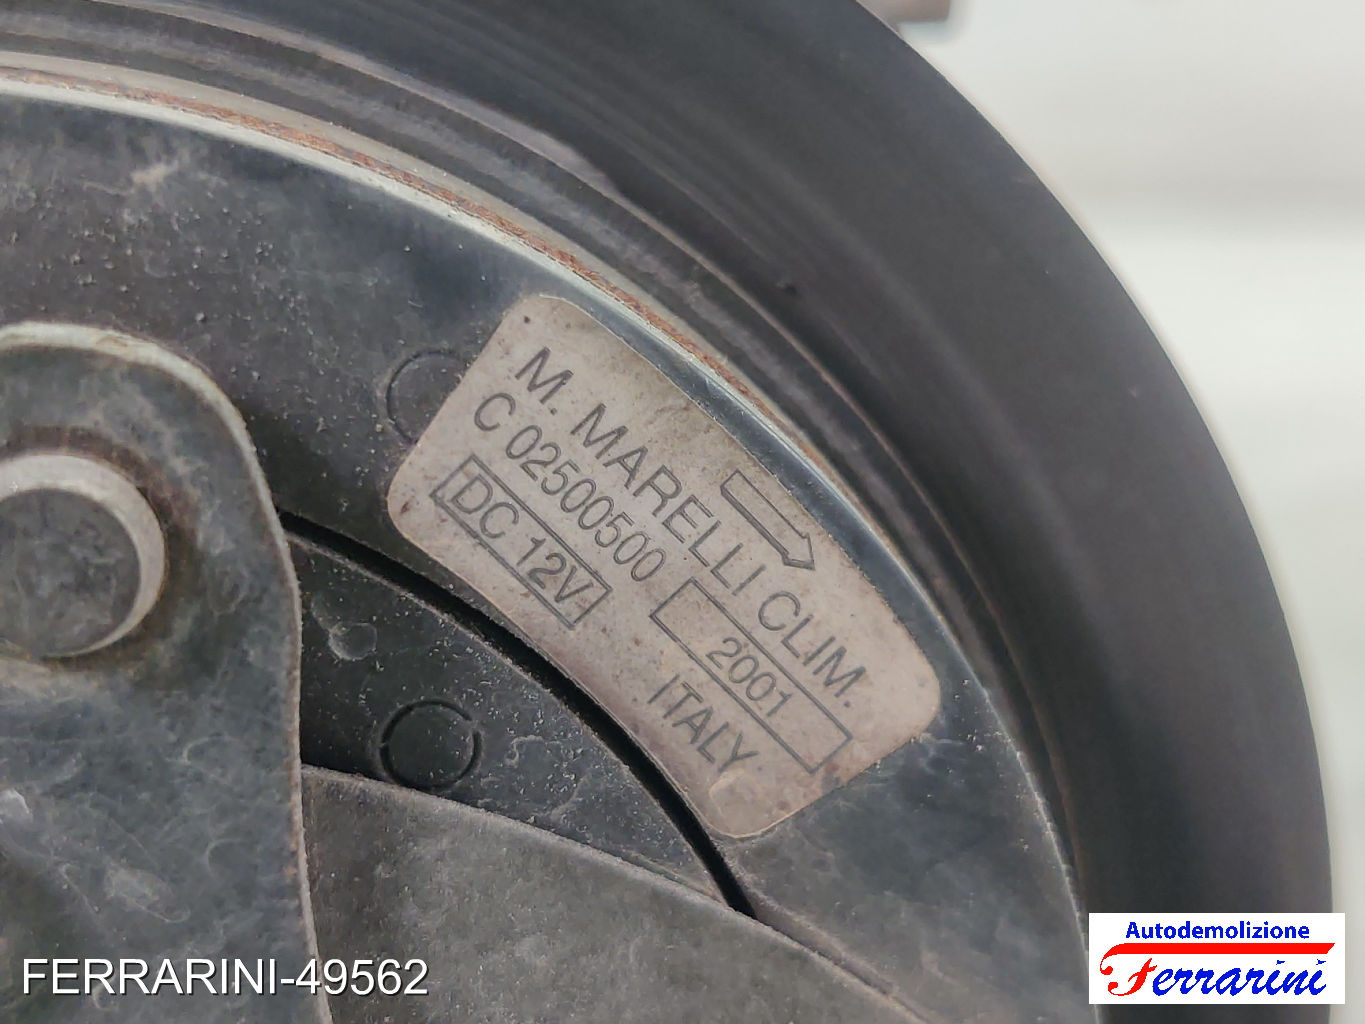 M. MARELLI CLIM.
C 02500500
DC 12V
2001
ITALY
FERRARINI-49562
Autodemolizione
Ferrarini